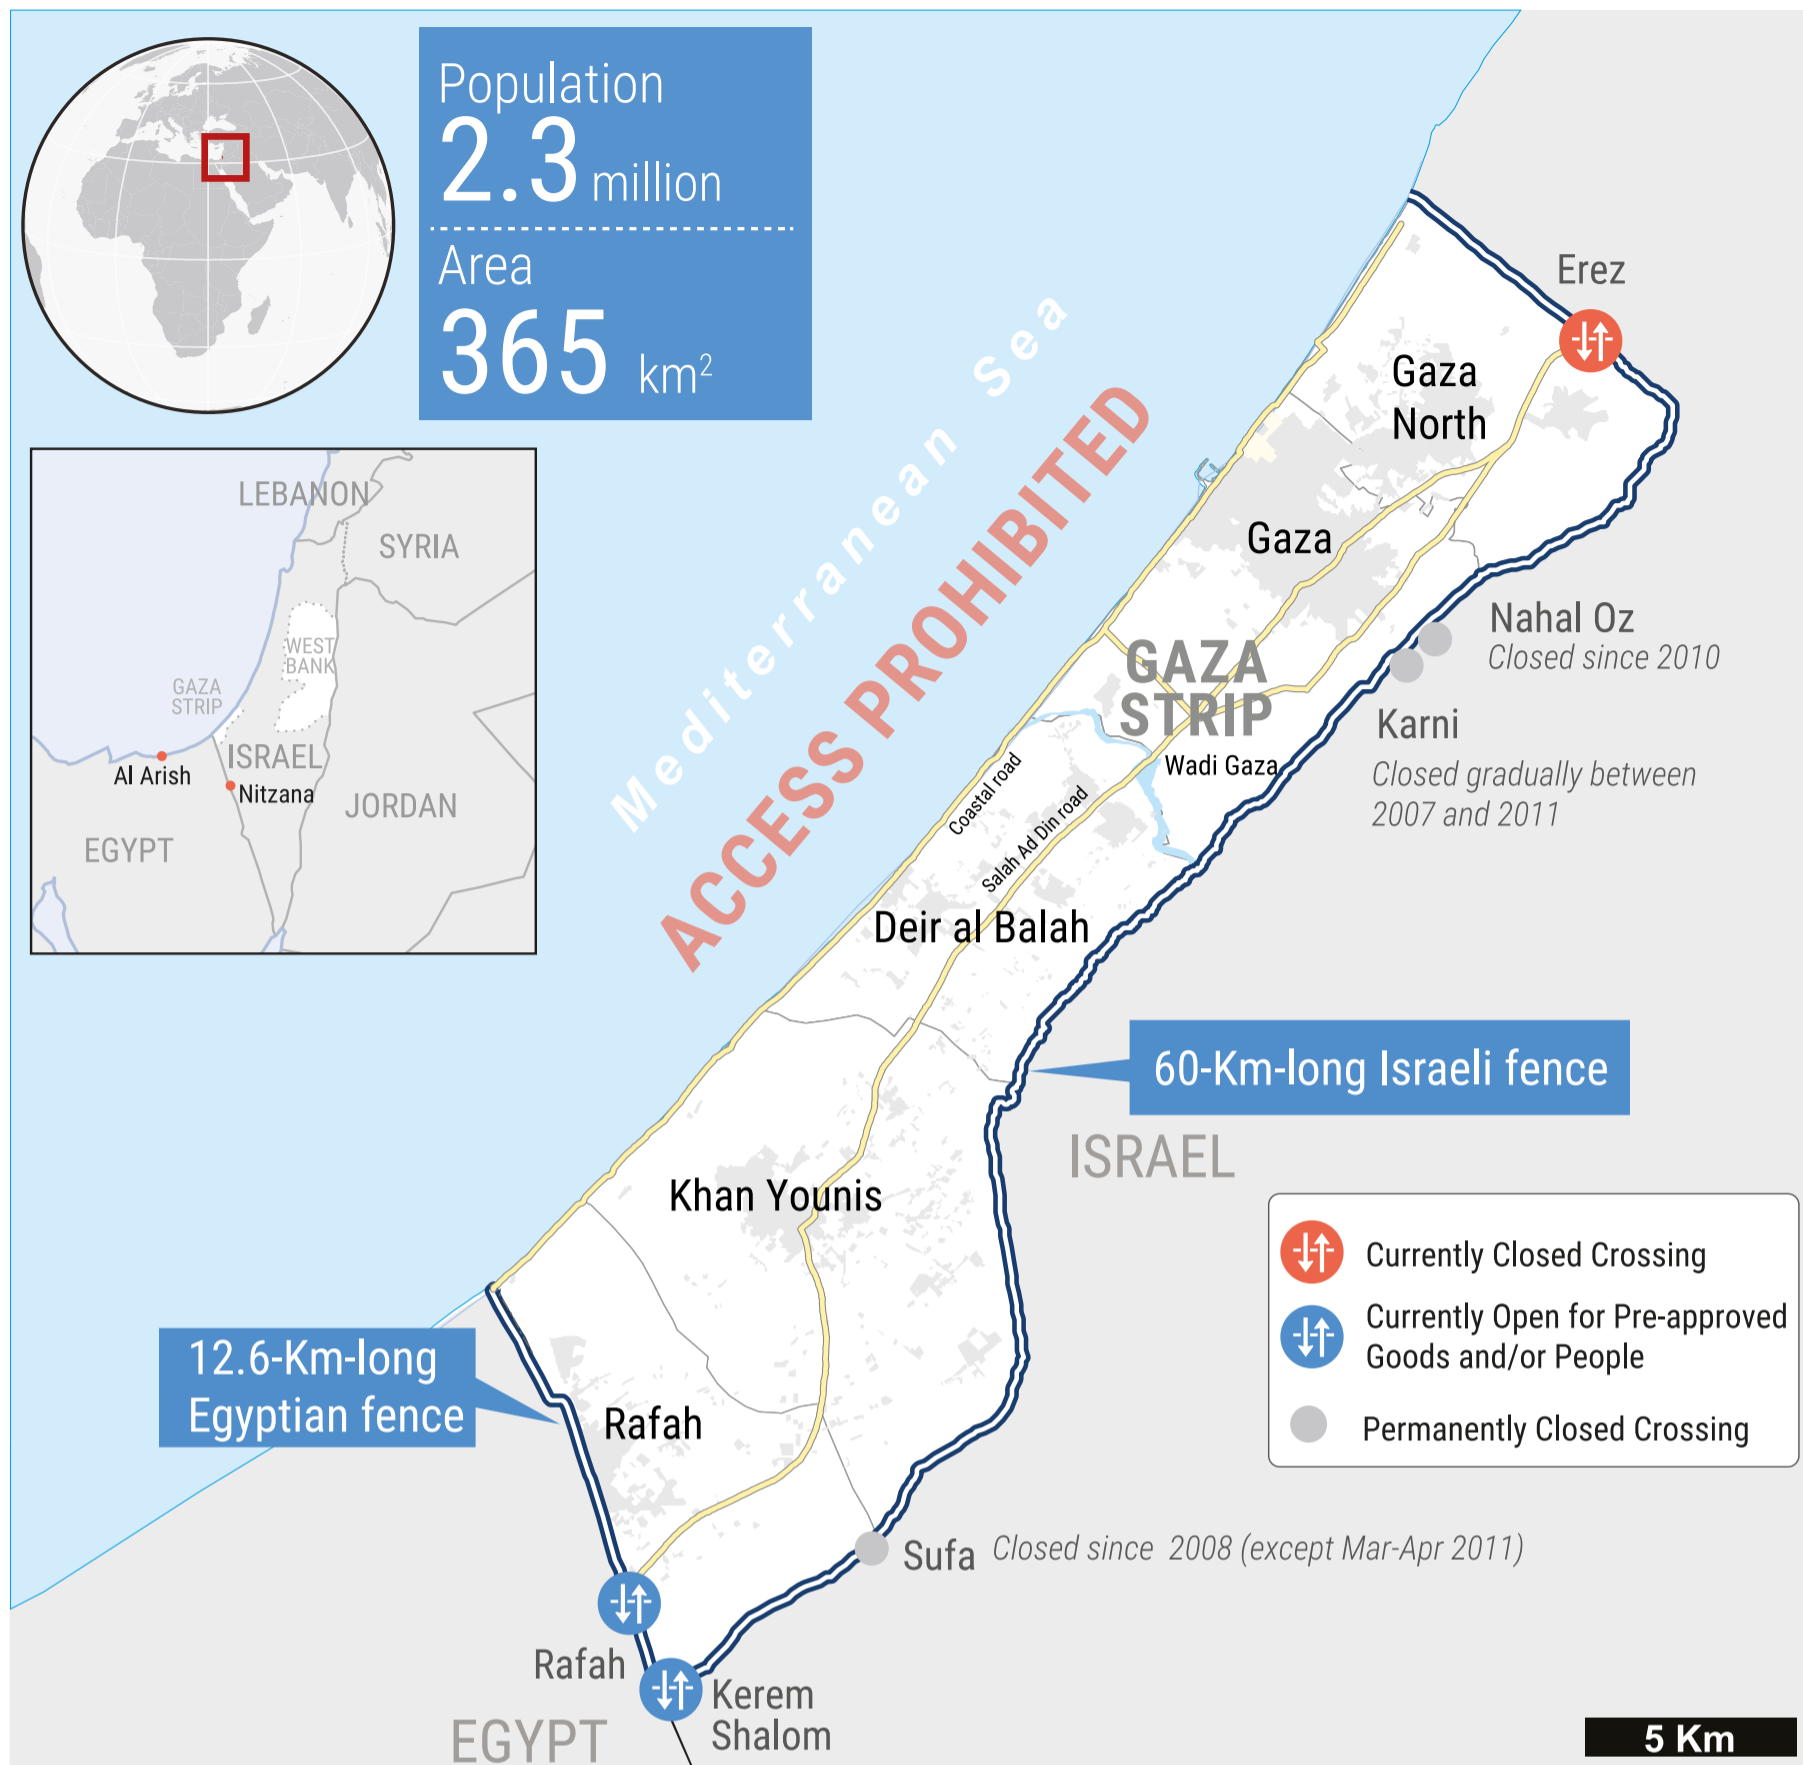 Population
2.3 million
Area
365 km²
LEBANON
SYRIA
WEST
BANK
GAZA
STRIP
ISRAEL
Al Arish
Nitzana
JORDAN
EGYPT
Mediterranean Sea
ACCESS PROHIBITED
Erez
Gaza
North
Gaza
Nahal Oz
Closed since 2010
GAZA
STRIP
Karni
Closed gradually between
2007 and 2011
Wadi Gaza
Coastal road
Salah Ad Din road
Deir al Balah
60-Km-long Israeli fence
ISRAEL
Khan Younis
Currently Closed Crossing
Currently Open for Pre-approved
Goods and/or People
Permanently Closed Crossing
12.6-Km-long
Egyptian fence
Rafah
Sufa Closed since 2008 (except Mar-Apr 2011)
Rafah
Kerem
Shalom
EGYPT
5 Km